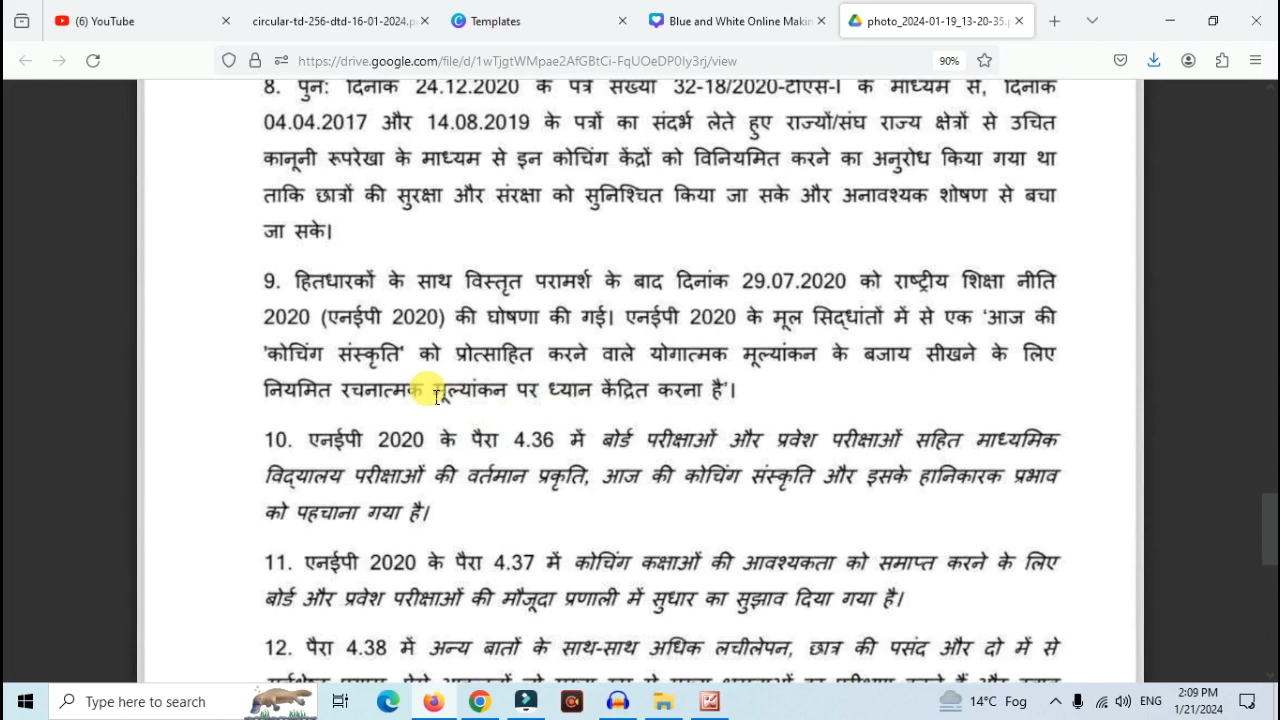 (6) YouTube
circular-td-256-dtd-16-01-2024.p
Templates
Blue and White Online Makin
photo_2024-01-19_13-20-35.p
https://drive.google.com/file/d/1wTjgtWMpae2AfGBtCi-FqUOeDP0Iy3rj/view
90%
8. पुन: दिनांक 24.12.2020 के पत्र संख्या 32-18/2020-टीएस-I के माध्यम से, दिनांक
04.04.2017 और 14.08.2019 के पत्रों का संदर्भ लेते हुए राज्यों/संघ राज्य क्षेत्रों से उचित
कानूनी रूपरेखा के माध्यम से इन कोचिंग केंद्रों को विनियमित करने का अनुरोध किया गया था
ताकि छात्रों की सुरक्षा और संरक्षा को सुनिश्चित किया जा सके और अनावश्यक शोषण से बचा
जा सके।
9. हितधारकों के साथ विस्तृत परामर्श के बाद दिनांक 29.07.2020 को राष्ट्रीय शिक्षा नीति
2020 (एनईपी 2020) की घोषणा की गई। एनईपी 2020 के मूल सिद्धांतों में से एक 'आज की
'कोचिंग संस्कृति' को प्रोत्साहित करने वाले योगात्मक मूल्यांकन के बजाय सीखने के लिए
नियमित रचनात्मक मूल्यांकन पर ध्यान केंद्रित करना है'।
10. एनईपी 2020 के पैरा 4.36 में बोर्ड परीक्षाओं और प्रवेश परीक्षाओं सहित माध्यमिक
विद्यालय परीक्षाओं की वर्तमान प्रकृति, आज की कोचिंग संस्कृति और इसके हानिकारक प्रभाव
को पहचाना गया है।
11. एनईपी 2020 के पैरा 4.37 में कोचिंग कक्षाओं की आवश्यकता को समाप्त करने के लिए
बोर्ड और प्रवेश परीक्षाओं की मौजूदा प्रणाली में सुधार का सुझाव दिया गया है।
12. पैरा 4.38 में अन्य बातों के साथ-साथ अधिक लचीलेपन, छात्र की पसंद और दो में से
Type here to search
14°C Fog
ENG
2:09 PM
1/21/2024